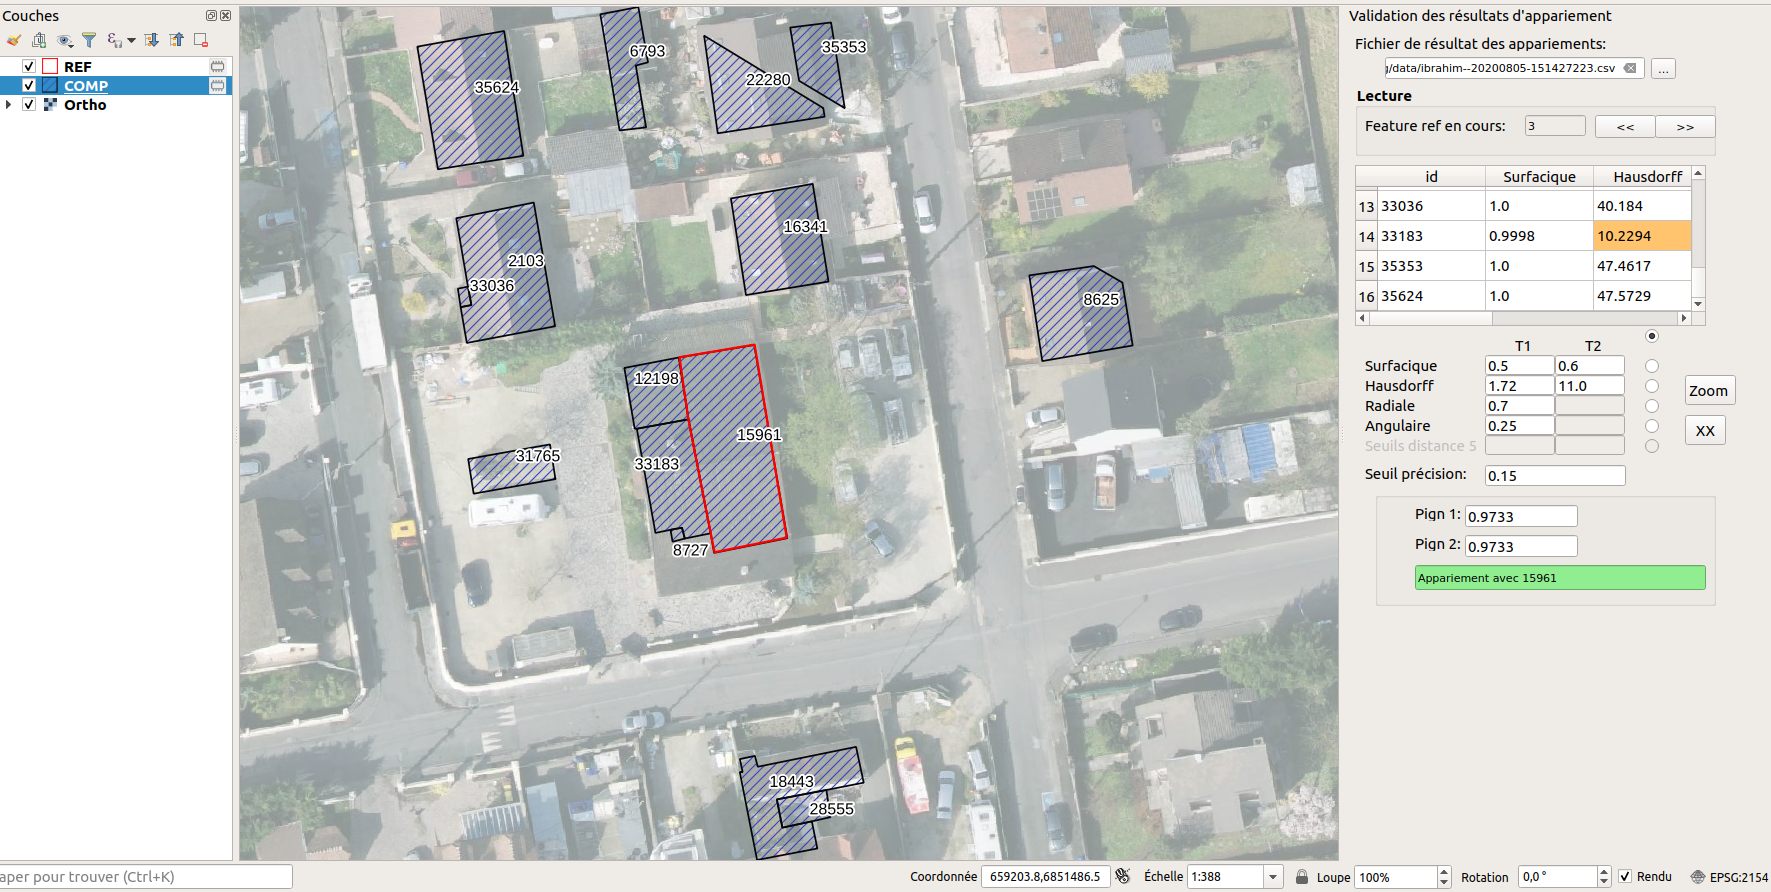 Couches
REF
COMP
Ortho
aper pour trouver (Ctrl+K)
35624
6793
22280
35353
2103
33036
16341
8625
12198
15961
33183
31765
8727
18443
28555
Validation des résultats d'appariement
Fichier de résultat des appariements:
/data/ibrahim--20200805-151427223.csv ...
Lecture
Feature ref en cours: 3 << >>
id Surfacique Hausdorff
13 33036 1.0 40.184
14 33183 0.9998 10.2294
15 35353 1.0 47.4617
16 35624 1.0 47.5729
T1 T2
Surfacique 0.5 0.6
Hausdorff 1.72 11.0
Radiale 0.7
Angulaire 0.25
Seuils distance 5
Zoom
XX
Seuil précision: 0.15
Pign 1: 0.9733
Pign 2: 0.9733
Appariement avec 15961
Coordonnée 659203.8,6851486.5 Échelle 1:388 Loupe 100% Rotation 0,0 ° Rendu EPSG:2154